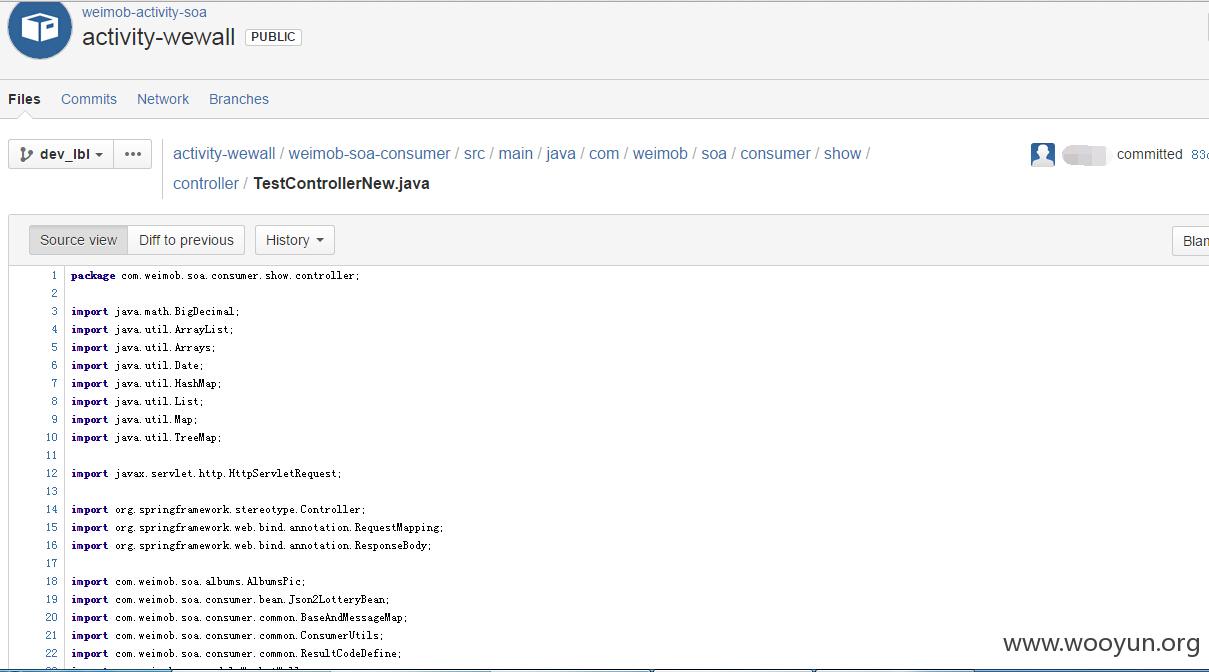 weimob-activity-soa
activity-wewall PUBLIC
Files Commits Network Branches
dev_lbl ••• activity-wewall / weimob-soa-consumer / src / main / java / com / weimob / soa / consumer / show /
controller / TestControllerNew.java
committed 83
Source view Diff to previous History
1 package com.weimob.soa.consumer.show.controller;
2
3 import java.math.BigDecimal;
4 import java.util.ArrayList;
5 import java.util.Arrays;
6 import java.util.Date;
7 import java.util.HashMap;
8 import java.util.List;
9 import java.util.Map;
10 import java.util.TreeMap;
11
12 import javax.servlet.http.HttpServletRequest;
13
14 import org.springframework.stereotype.Controller;
15 import org.springframework.web.bind.annotation.RequestMapping;
16 import org.springframework.web.bind.annotation.ResponseBody;
17
18 import com.weimob.soa.albums.AlbumsPic;
19 import com.weimob.soa.consumer.bean.Json2LotteryBean;
20 import com.weimob.soa.consumer.common.BaseAndMessageMap;
21 import com.weimob.soa.consumer.common.ConsumerUtils;
22 import com.weimob.soa.consumer.common.ResultCodeDefine;
www.wooyun.org